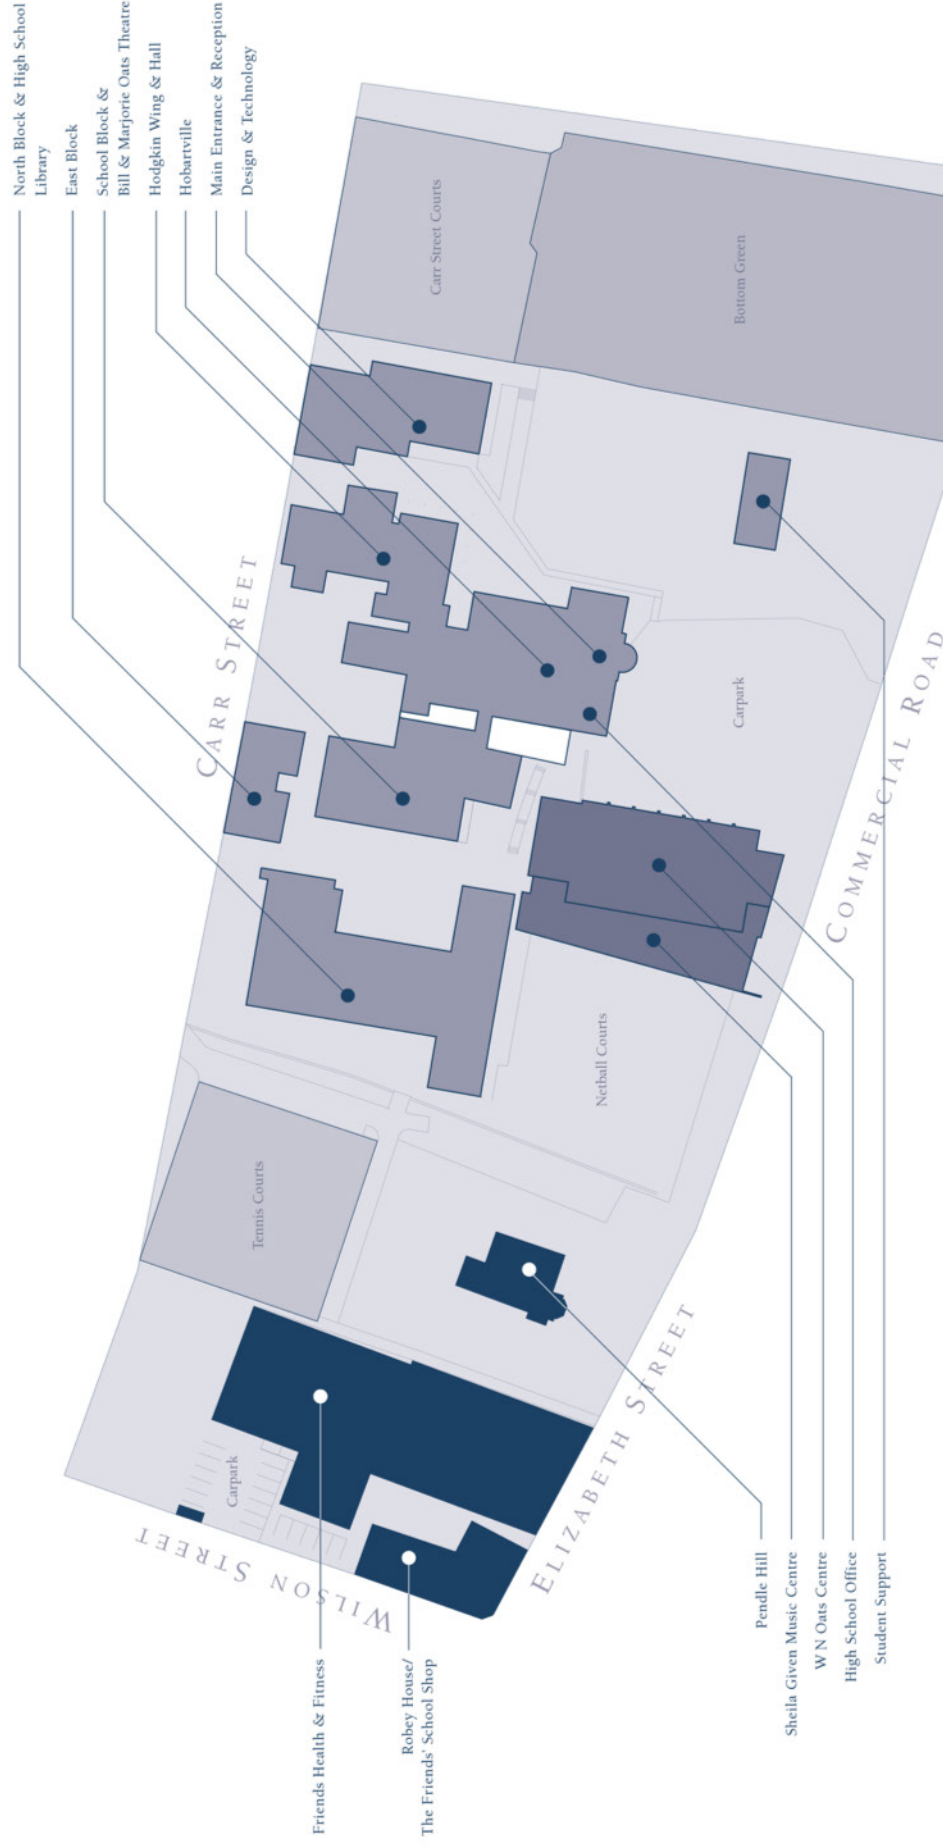 North Block & High School
Library
East Block
School Block &
Bill & Marjorie Oats Theatre
Hodgkin Wing & Hall
Hobartville
Main Entrance & Reception
Design & Technology
Carr Street Courts
Bottom Green
CARR STREET
Carpark
COMMERCIAL ROAD
Netball Courts
Tennis Courts
Carpark
WILSON STREET
ELIZABETH STREET
Friends Health & Fitness
Robey House/
The Friends' School Shop
Pendle Hill
Sheila Given Music Centre
W N Oats Centre
High School Office
Student Support